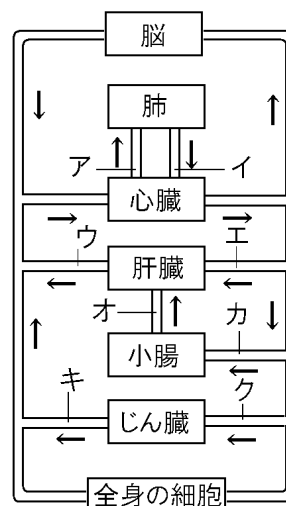 脳
肺
ア
イ
心臓
ウ
エ
肝臓
オ
カ
小腸
キ
ク
じん臓
全身の細胞